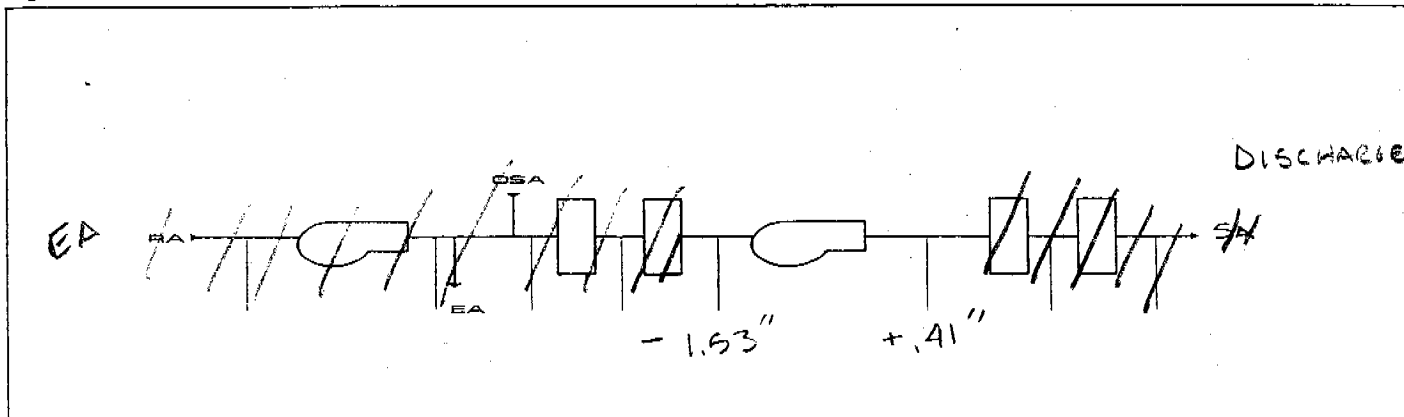 DISCHARGE
OSA
EA RA SA
EA
- 1.53" +.41"